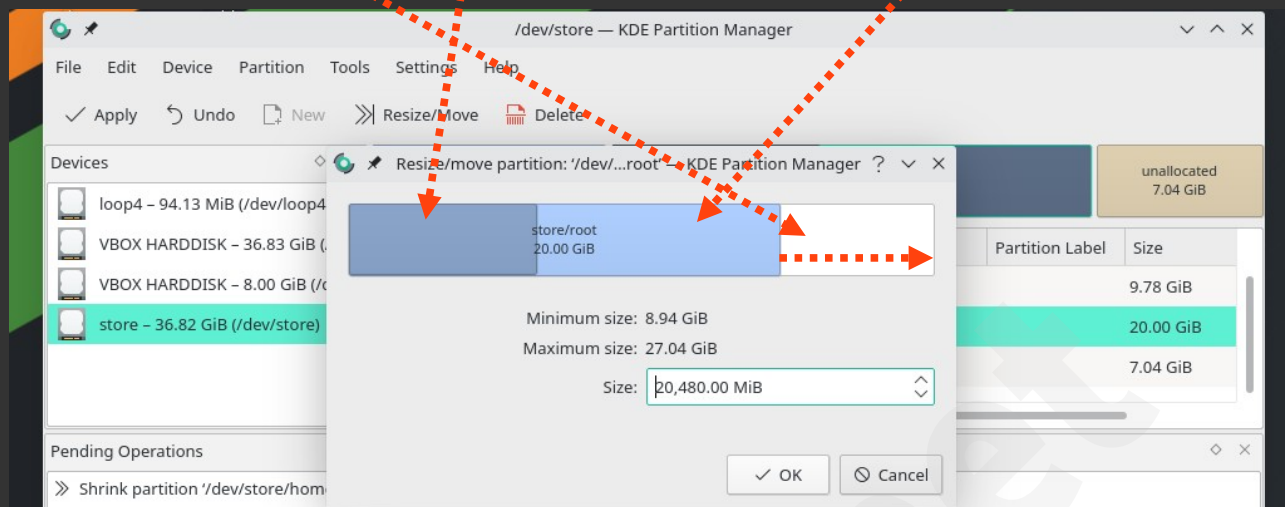 /dev/store — KDE Partition Manager
File Edit Device Partition Tools Settings Help
Apply Undo New Resize/Move Delete
Devices
Resize/move partition: ‘/dev/...root’ — KDE Partition Manager ?
unallocated
7.04 GiB
loop4 – 94.13 MiB (/dev/loop4
VBOX HARDDISK – 36.83 GiB (
VBOX HARDDISK – 8.00 GiB (/
store – 36.82 GiB (/dev/store)
store/root
20.00 GiB
Minimum size: 8.94 GiB
Maximum size: 27.04 GiB
Size: 20,480.00 MiB
OK Cancel
Partition Label Size
9.78 GiB
20.00 GiB
7.04 GiB
Pending Operations
Shrink partition ‘/dev/store/hom